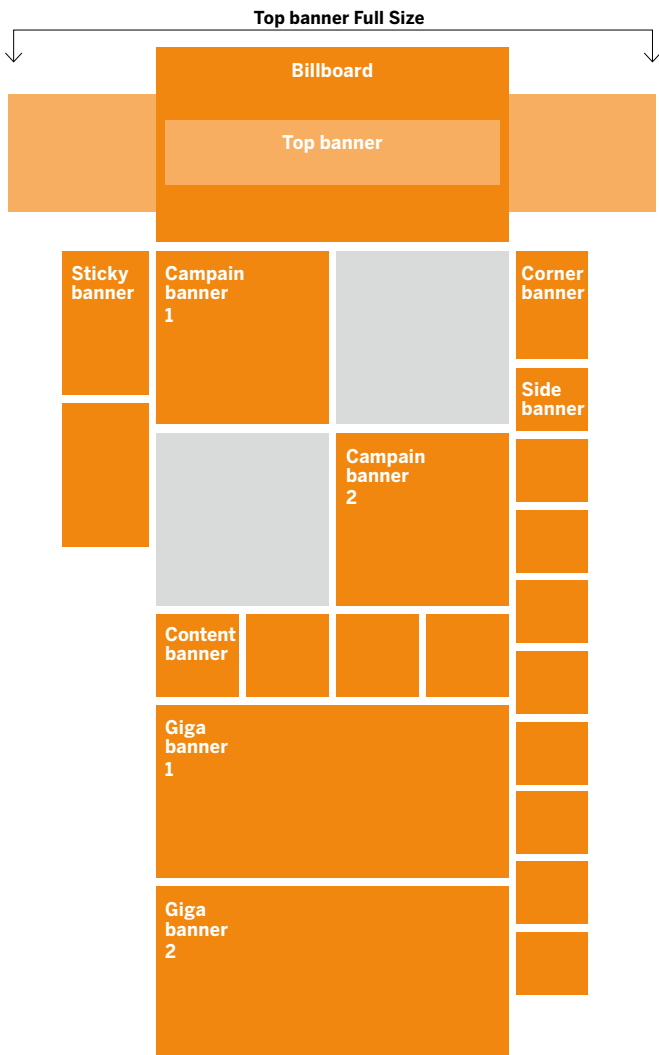 Top banner Full Size
Billboard
Top banner
Sticky
banner
Campain
banner
1
Corner
banner
Side
banner
Campain
banner
2
Content
banner
Giga
banner
1
Giga
banner
2